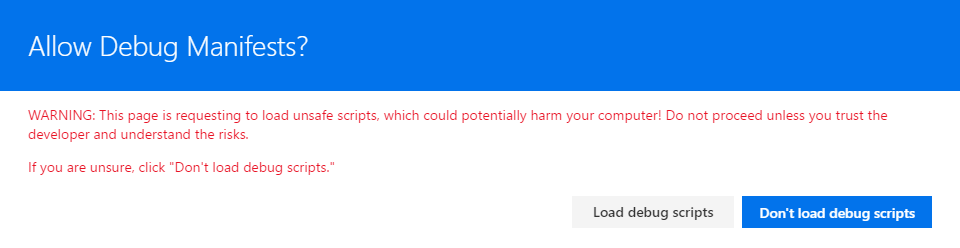 Allow Debug Manifests?
WARNING: This page is requesting to load unsafe scripts, which could potentially harm your computer! Do not proceed unless you trust the
developer and understand the risks.
If you are unsure, click "Don't load debug scripts."
Load debug scripts
Don't load debug scripts